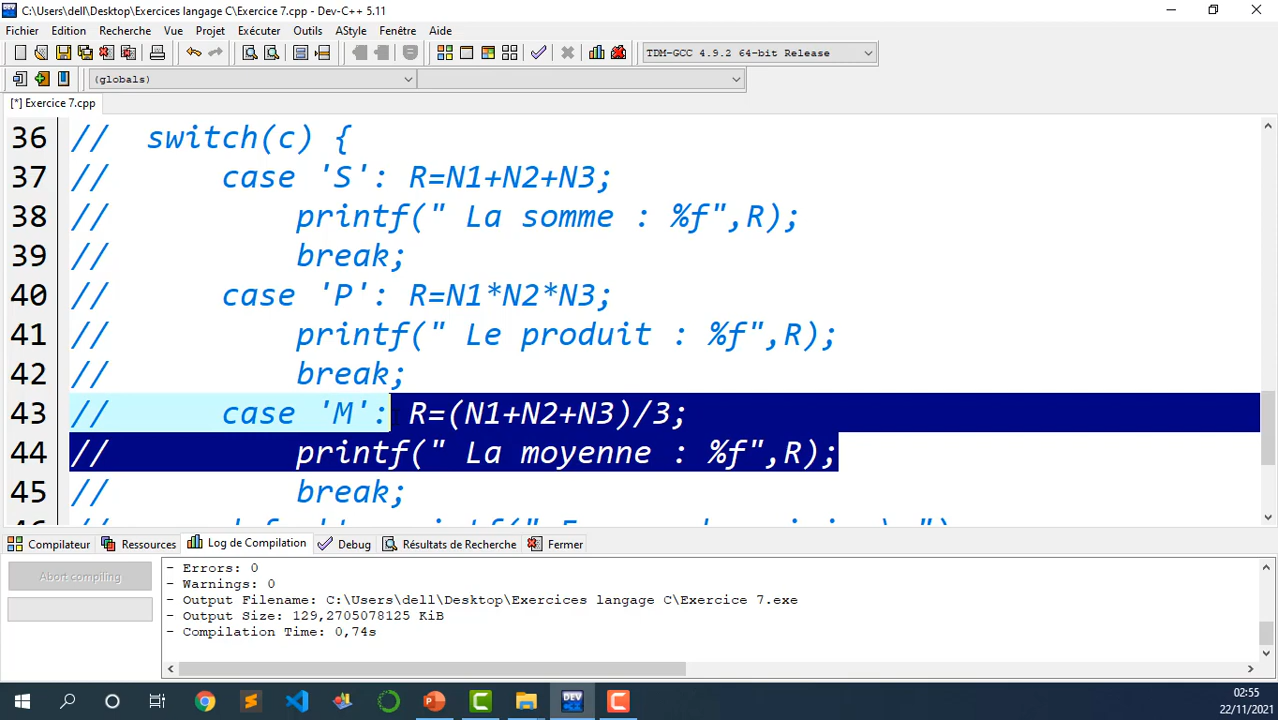 C:\Users\dell\Desktop\Exercices langage C\Exercice 7.cpp - Dev-C++ 5.11
Fichier Edition Recherche Vue Projet Exécuter Outils AStyle Fenêtre Aide
TDM-GCC 4.9.2 64-bit Release
(globals)
[*] Exercice 7.cpp
36 // switch(c) {
37 // case 'S': R=N1+N2+N3;
38 // printf(" La somme : %f",R);
39 // break;
40 // case 'P': R=N1*N2*N3;
41 // printf(" Le produit : %f",R);
42 // break;
43 // case 'M': R=(N1+N2+N3)/3;
44 // printf(" La moyenne : %f",R);
45 // break;
Compilateur Ressources Log de Compilation Debug Résultats de Recherche Fermer
Abort compiling
- Errors: 0
- Warnings: 0
- Output Filename: C:\Users\dell\Desktop\Exercices langage C\Exercice 7.exe
- Output Size: 129,2705078125 KiB
- Compilation Time: 0,74s
DEV
02:55
22/11/2021